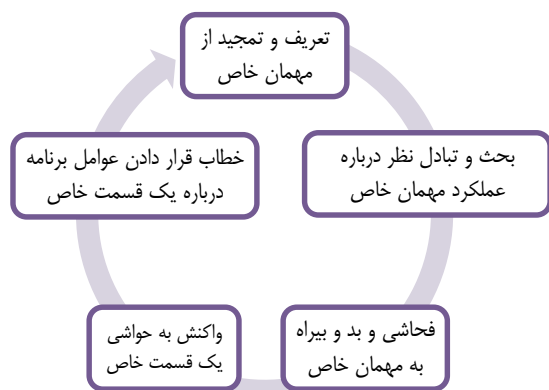 تعریف و تمجید از
مهمان خاص
بحث و تبادل نظر درباره
عملکرد مهمان خاص
فحاشی و بد و بیراه
به مهمان خاص
واکنش به حواشی
یک قسمت خاص
خطاب قرار دادن عوامل برنامه
درباره یک قسمت خاص